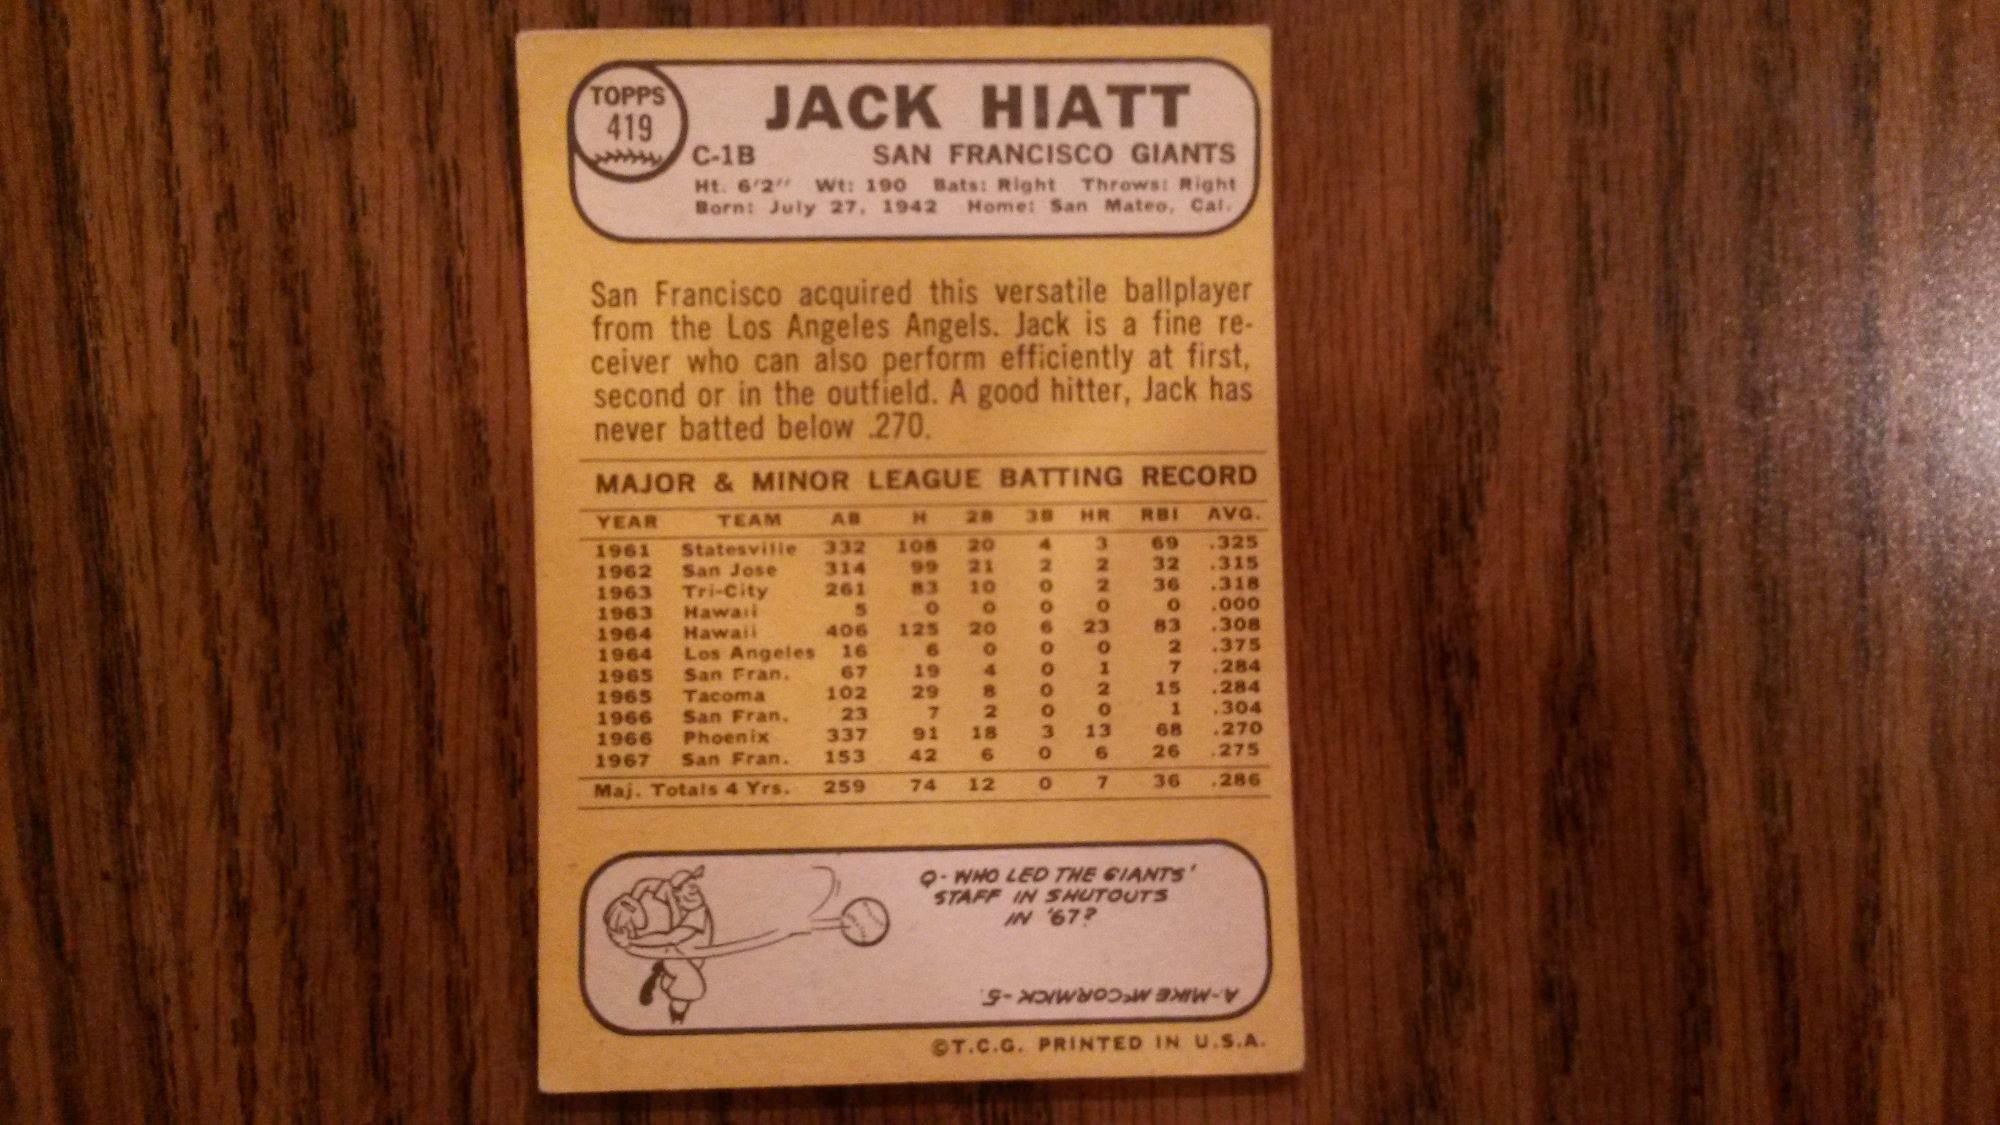 TOPPS
419
JACK HIATT
C-1B SAN FRANCISCO GIANTS
Ht. 6'2" Wt: 190 Bats: Right Throws: Right
Born: July 27, 1942 Home: San Mateo, Cal.
San Francisco acquired this versatile ballplayer
from the Los Angeles Angels. Jack is a fine re-
ceiver who can also perform efficiently at first,
second or in the outfield. A good hitter, Jack has
never batted below .270.
MAJOR & MINOR LEAGUE BATTING RECORD
YEAR TEAM AB H 2B 3B HR RBI AVG.
1961 Statesville 332 108 20 4 3 69 .325
1962 San Jose 314 99 21 2 2 32 .315
1963 Tri-City 261 83 10 0 2 36 .318
1963 Hawaii 5 0 0 0 0 0 .000
1964 Hawaii 406 125 20 6 23 83 .308
1964 Los Angeles 16 6 0 0 0 2 .375
1965 San Fran. 67 19 4 0 1 7 .284
1965 Tacoma 102 29 8 0 2 15 .284
1966 San Fran. 23 7 2 0 0 1 .304
1966 Phoenix 337 91 18 3 13 68 .270
1967 San Fran. 153 42 6 0 6 26 .275
Maj. Totals 4 Yrs. 259 74 12 0 7 36 .286
Q- WHO LED THE GIANTS'
STAFF IN SHUTOUTS
IN '67?
A-MIKE McCORMICK-5.
©T.C.G. PRINTED IN U.S.A.